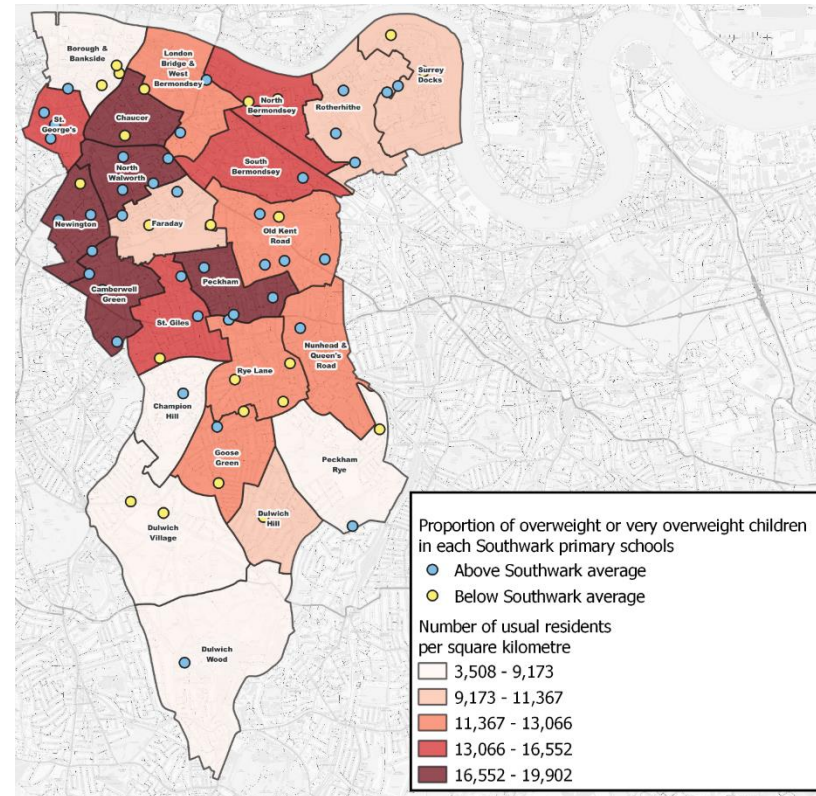 Borough &
Bankside
London
Bridge &
West
Bermondsey
Surrey
Docks
St.
George's
Chaucer
North
Bermondsey
Rotherhithe
North
Walworth
South
Bermondsey
Newington
Faraday
Old Kent
Road
Camberwell
Green
Peckham
St. Giles
Nunhead &
Queen's
Road
Rye Lane
Champion
Hill
Goose
Green
Peckham
Rye
Dulwich
Village
Dulwich
Hill
Dulwich
Wood
Proportion of overweight or very overweight children
in each Southwark primary schools
Above Southwark average
Below Southwark average
Number of usual residents
per square kilometre
3,508 - 9,173
9,173 - 11,367
11,367 - 13,066
13,066 - 16,552
16,552 - 19,902